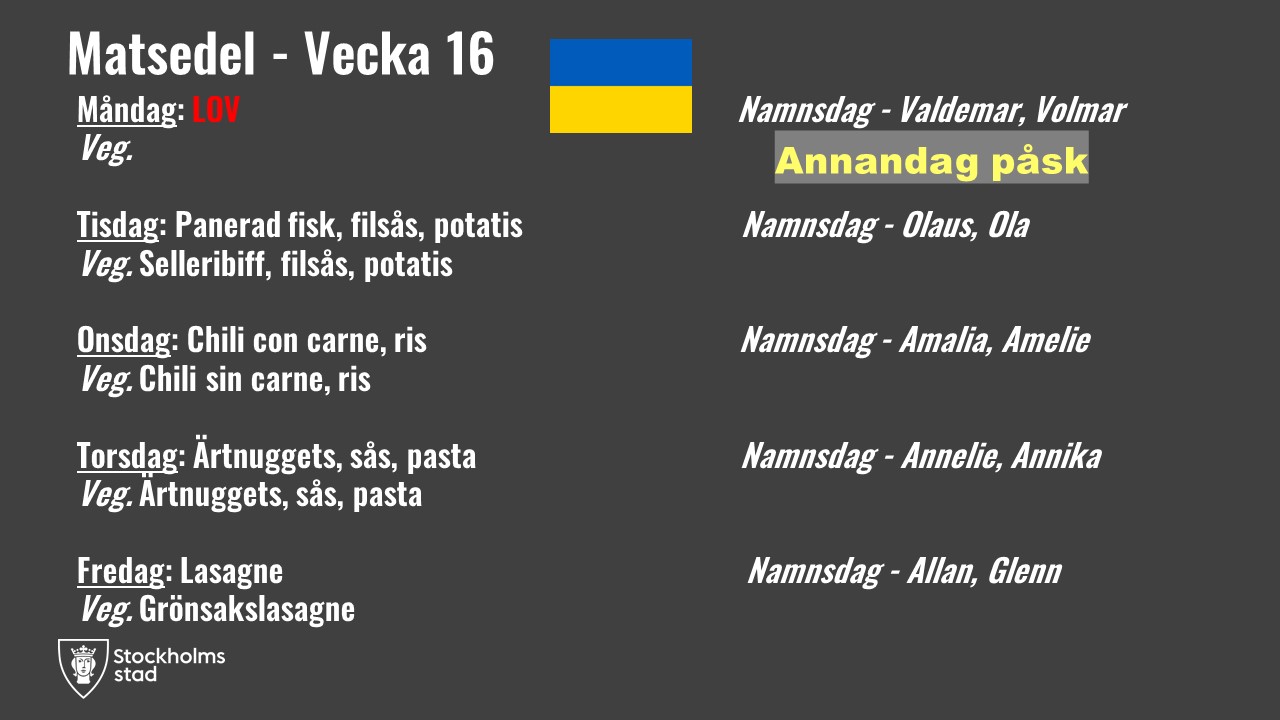 Matsedel - Vecka 16
Måndag: LOV
Namnsdag - Valdemar, Volmar
Veg.
Annandag påsk
Tisdag: Panerad fisk, filsås, potatis
Namnsdag - Olaus, Ola
Veg. Selleribiff, filsås, potatis
Onsdag: Chili con carne, ris
Namnsdag - Amalia, Amelie
Veg. Chili sin carne, ris
Torsdag: Ärtnuggets, sås, pasta
Namnsdag - Annelie, Annika
Veg. Ärtnuggets, sås, pasta
Fredag: Lasagne
Namnsdag - Allan, Glenn
Veg. Grönsakslasagne
Stockholms
stad